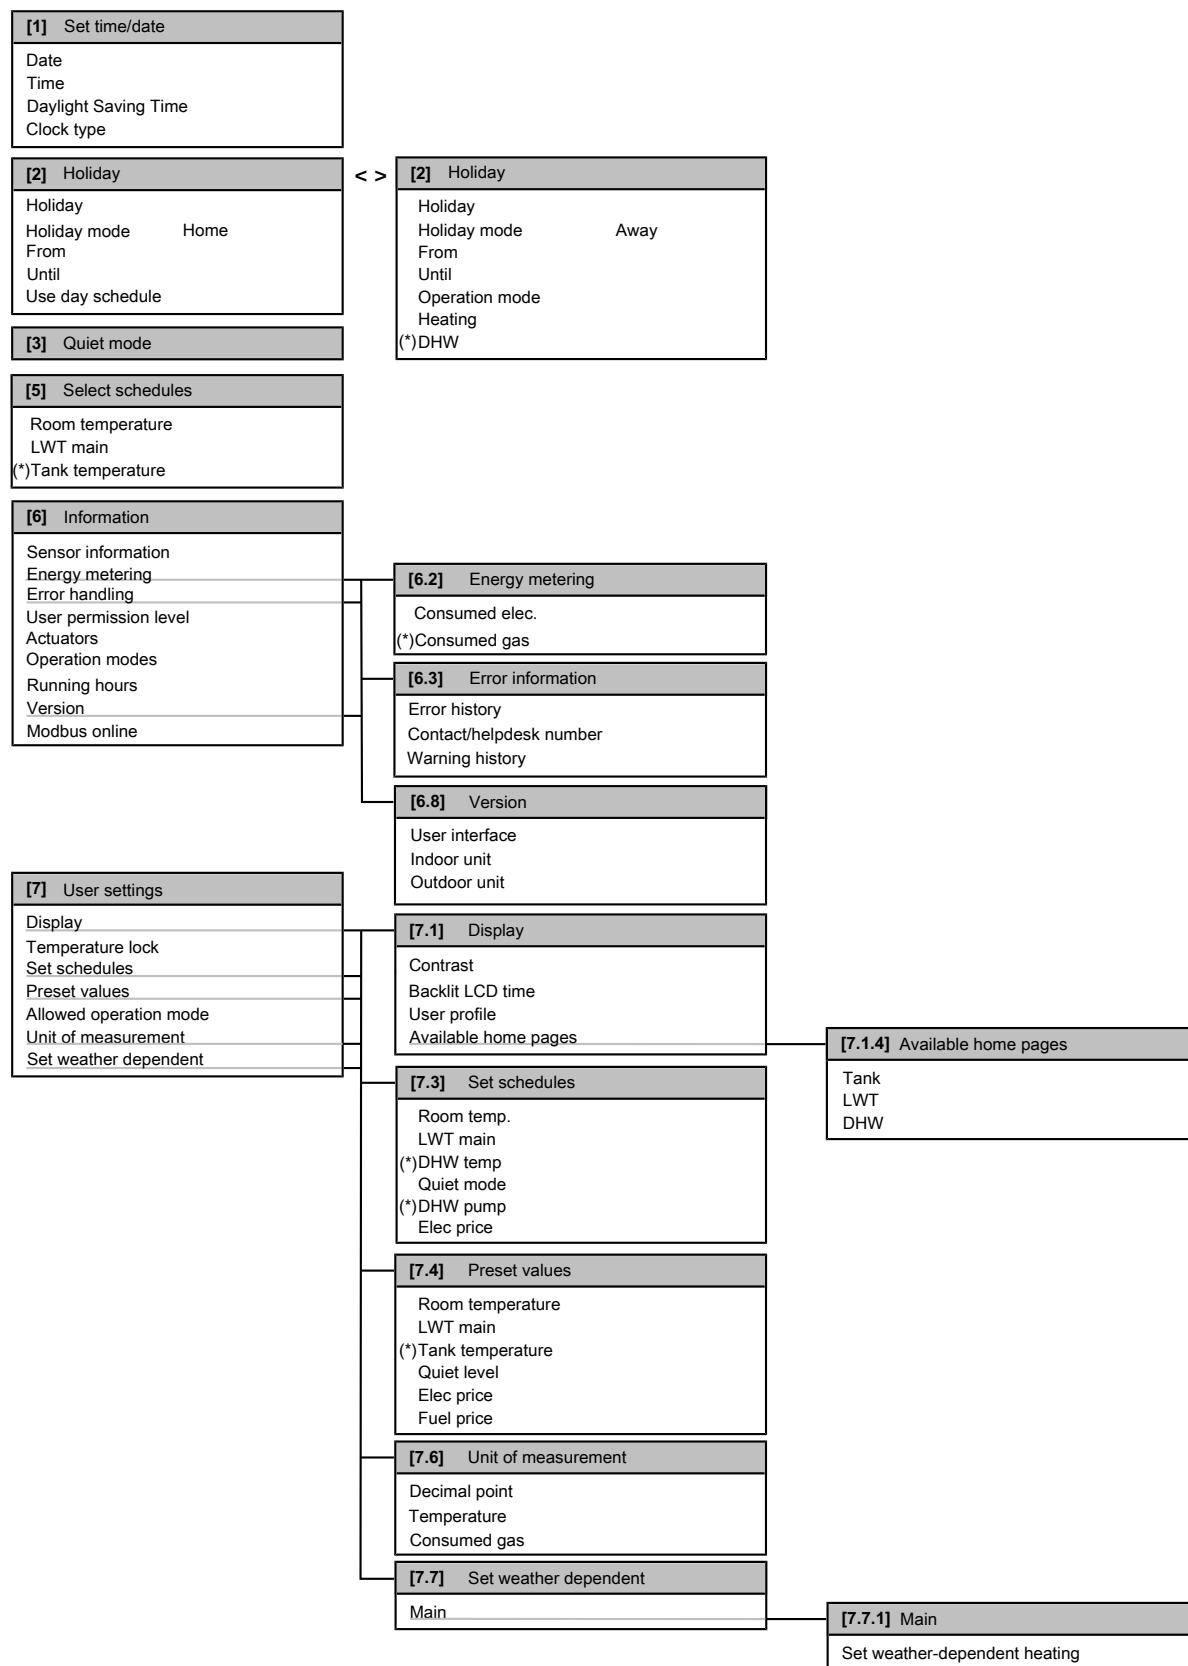 [1] Set time/date
Date
Time
Daylight Saving Time
Clock type
[2] Holiday
Holiday
Holiday mode Home
From
Until
Use day schedule
< >
[2] Holiday
Holiday
Holiday mode Away
From
Until
Operation mode
Heating
(*)DHW
[3] Quiet mode
[5] Select schedules
Room temperature
LWT main
(*)Tank temperature
[6] Information
Sensor information
Energy metering
Error handling
User permission level
Actuators
Operation modes
Running hours
Version
Modbus online
[6.2] Energy metering
Consumed elec.
(*)Consumed gas
[6.3] Error information
Error history
Contact/helpdesk number
Warning history
[6.8] Version
User interface
Indoor unit
Outdoor unit
[7] User settings
Display
Temperature lock
Set schedules
Preset values
Allowed operation mode
Unit of measurement
Set weather dependent
[7.1] Display
Contrast
Backlit LCD time
User profile
Available home pages
[7.1.4] Available home pages
Tank
LWT
DHW
[7.3] Set schedules
Room temp.
LWT main
(*)DHW temp
Quiet mode
(*)DHW pump
Elec price
[7.4] Preset values
Room temperature
LWT main
(*)Tank temperature
Quiet level
Elec price
Fuel price
[7.6] Unit of measurement
Decimal point
Temperature
Consumed gas
[7.7] Set weather dependent
Main
[7.7.1] Main
Set weather-dependent heating